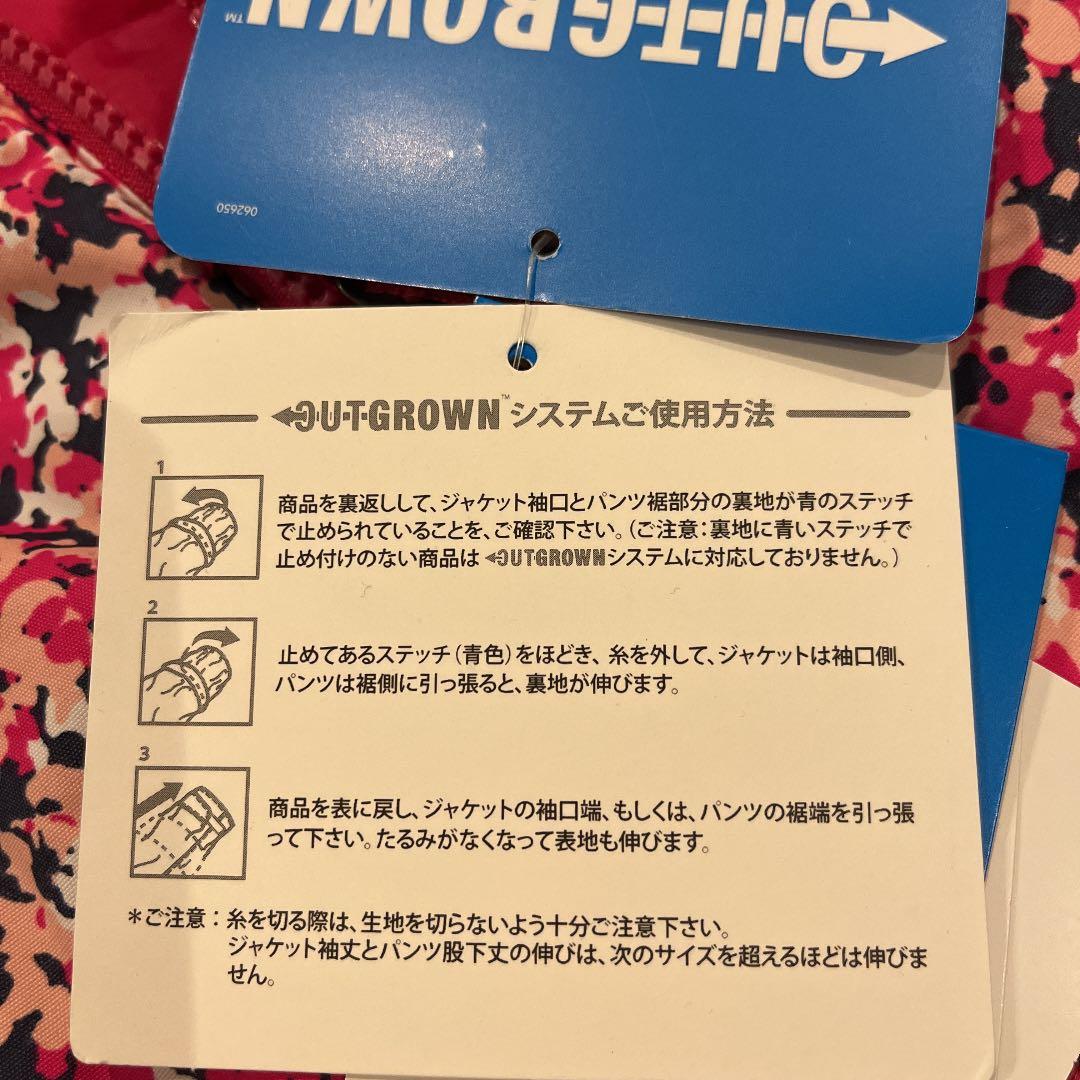 OUTGROWN™
062650
OUTGROWN™システムご使用方法
1
商品を裏返しして、ジャケット袖口とパンツ裾部分の裏地が青のステッチ
で止められていることを、ご確認下さい。(ご注意:裏地に青いステッチで
止め付けのない商品はOUTGROWNシステムに対応しておりません。)
2
止めてあるステッチ(青色)をほどき、糸を外して、ジャケットは袖口側、
パンツは裾側に引っ張ると、裏地が伸びます。
3
商品を表に戻し、ジャケットの袖口端、もしくは、パンツの裾端を引っ張
って下さい。たるみがなくなって表地も伸びます。
*ご注意:糸を切る際は、生地を切らないよう十分ご注意下さい。
ジャケット袖丈とパンツ股下丈の伸びは、次のサイズを超えるほどは伸びま
せん。